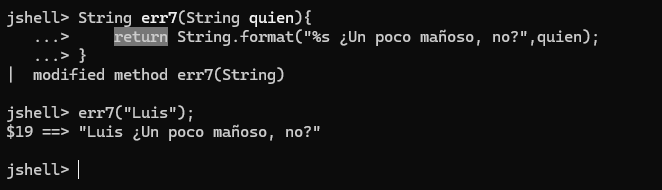 jshell> String err7(String quien){
   ...>     return String.format("%s ¿Un poco mañoso, no?",quien);
   ...> }
|  modified method err7(String)

jshell> err7("Luis");
$19 ==> "Luis ¿Un poco mañoso, no?"

jshell>